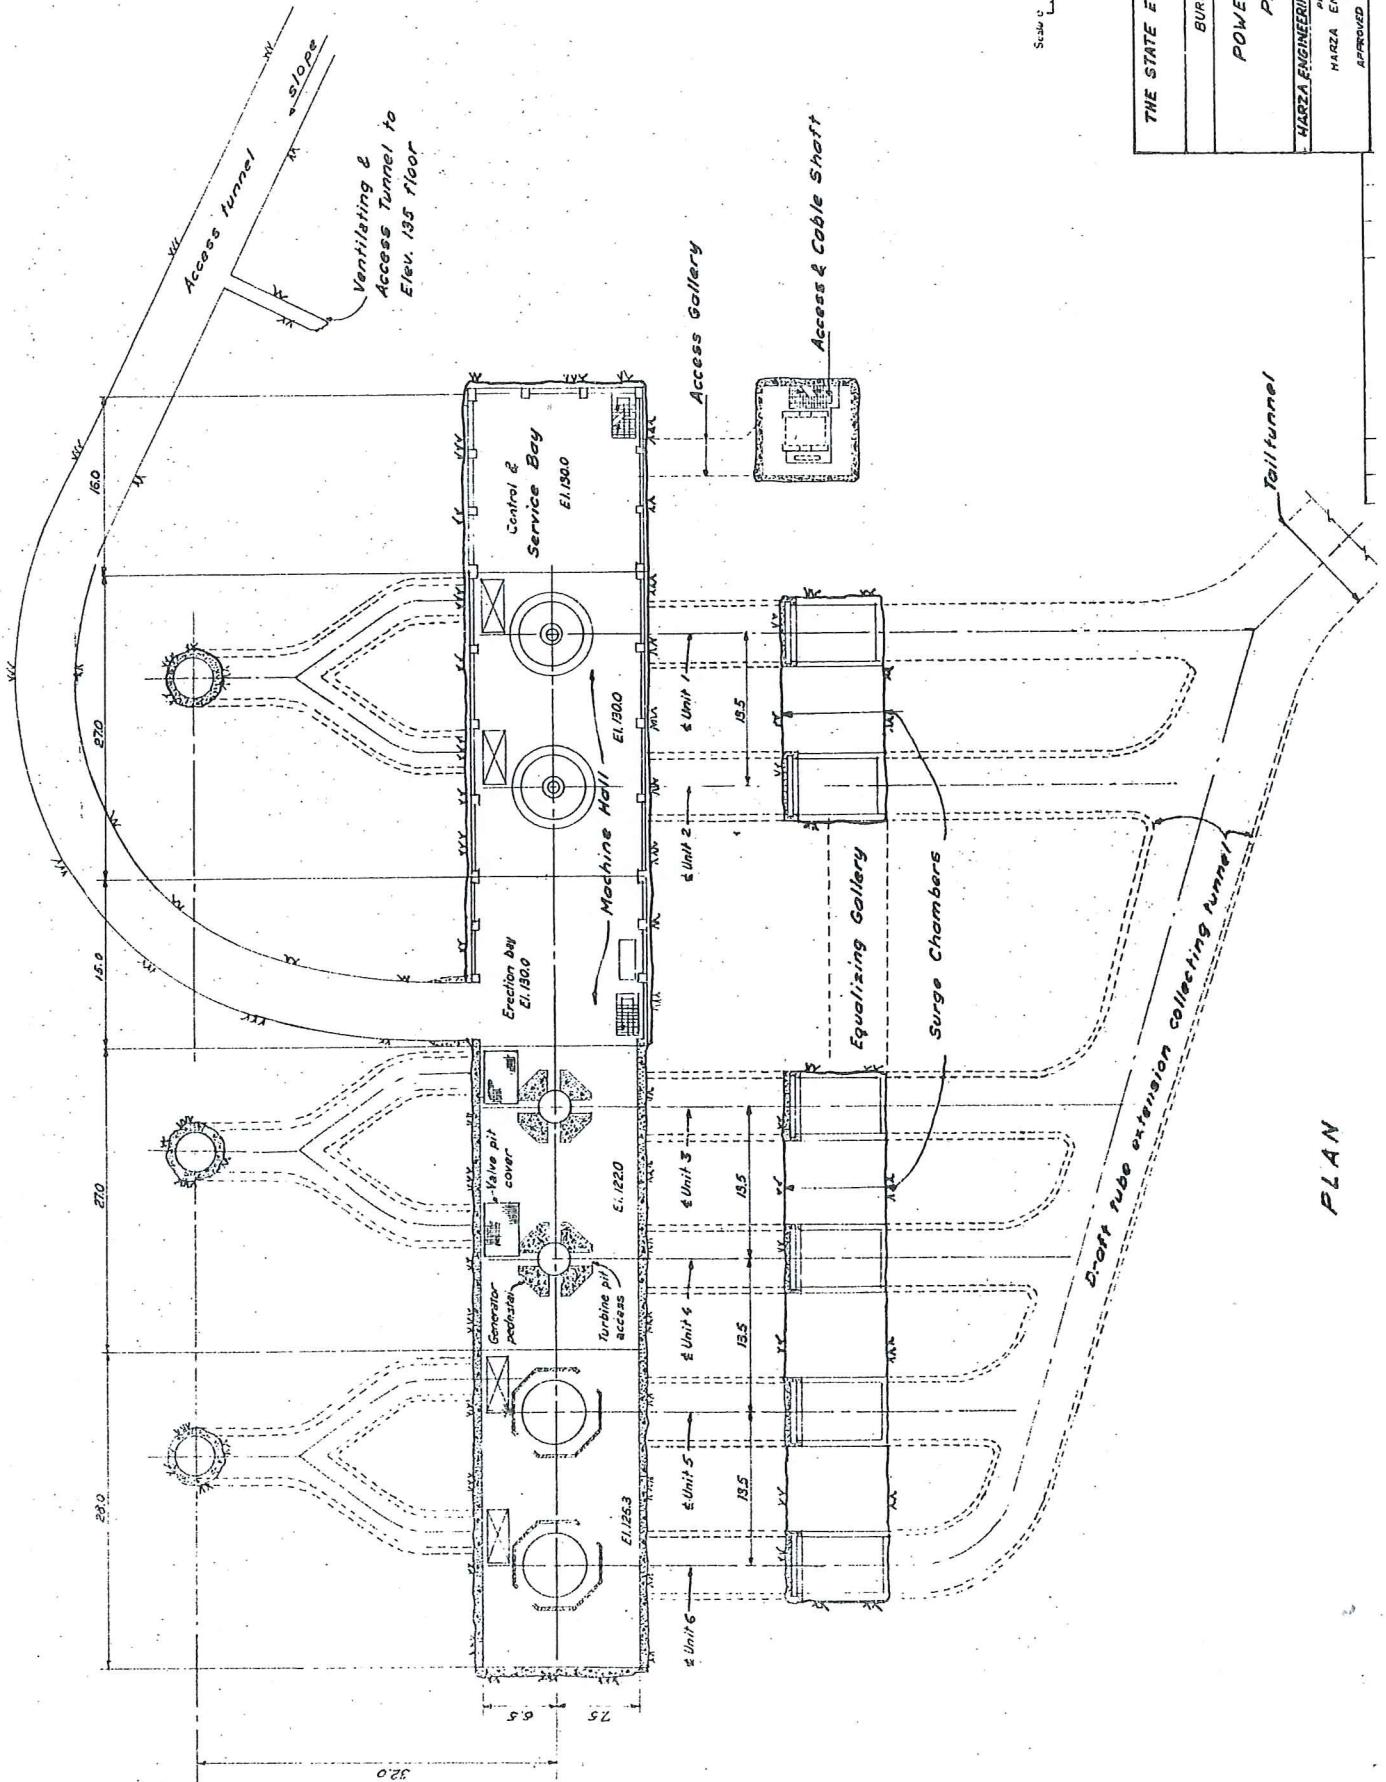 slope
Access tunnel
Ventilating &
Access Tunnel to
Elev. 135 floor
16.0
27.0
15.0
27.0
28.0
32.0
6.5
7.5
Control &
Service Bay
El.130.0
El.130.0
Machine Hall
Erection bay
El.130.0
Valve pit
cover
El.122.0
Generator
pedestal
Turbine pit
access
El.125.3
Access Gallery
Access & Cable Shaft
℄ Unit 1
13.5
℄ Unit 2
℄ Unit 3
13.5
℄ Unit 4
13.5
℄ Unit 5
13.5
℄ Unit 6
Equalizing Gallery
Surge Chambers
Draft tube extension collecting tunnel
Tailtunnel
PLAN
Scale
THE STATE E
BUR
POWE
P
HARZA ENGINEERIN
HARZA EN
APPROVED